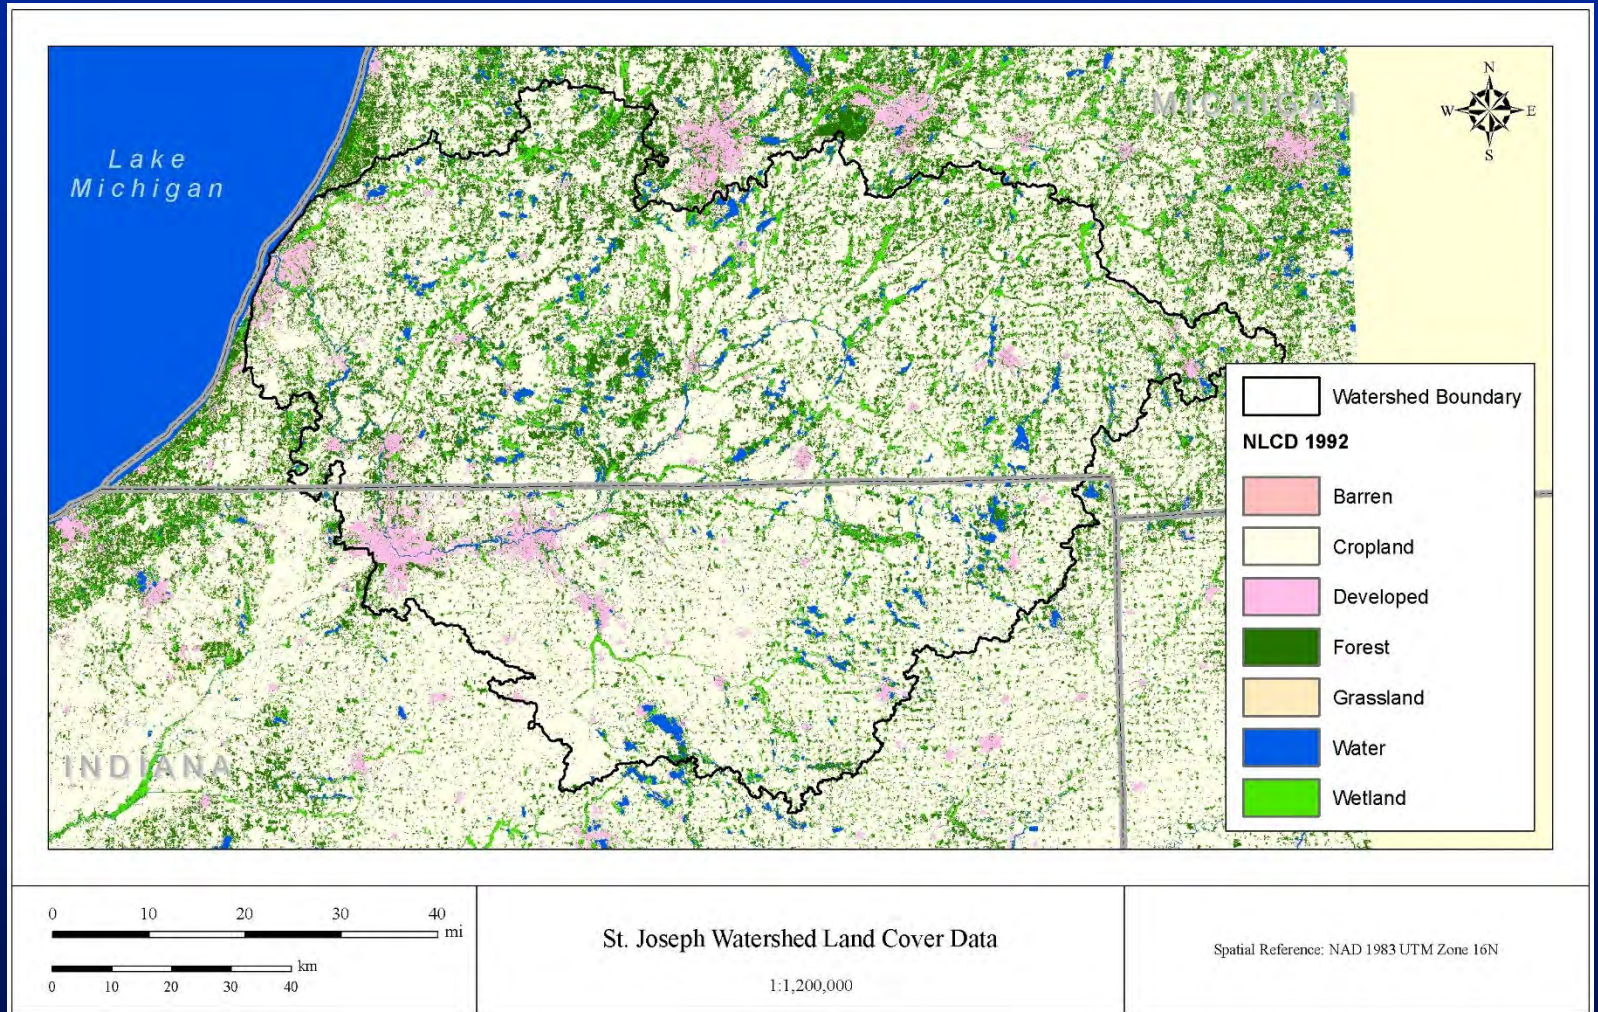 MICHIGAN
N
W E
S
Lake
Michigan
INDIANA
Watershed Boundary
NLCD 1992
Barren
Cropland
Developed
Forest
Grassland
Water
Wetland
0 10 20 30 40
mi
km
0 10 20 30 40
St. Joseph Watershed Land Cover Data
1:1,200,000
Spatial Reference: NAD 1983 UTM Zone 16N